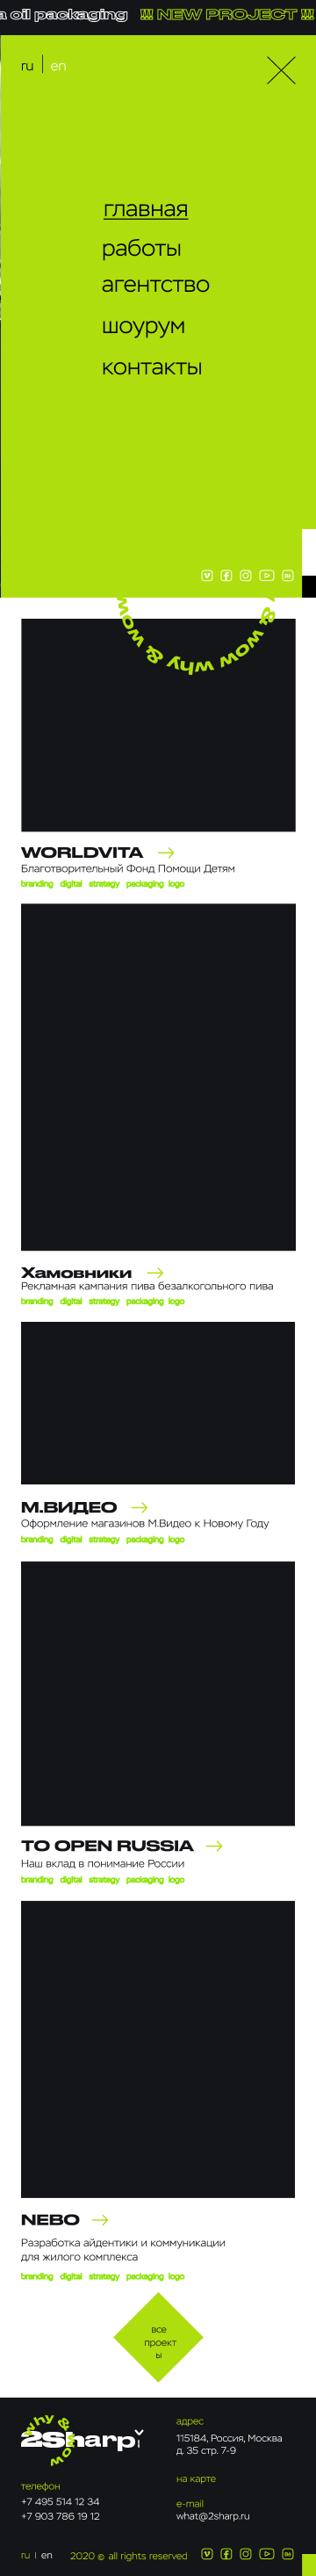 oil packaging !!! NEW PROJECT !!!
ru | en
главная
работы
агентство
шоурум
контакты
& wow why & wow
WORLDVITA
Благотворительный Фонд Помощи Детям
branding digital strategy packaging logo
Хамовники
Рекламная кампания пива безалкогольного пива
branding digital strategy packaging logo
М.ВИДЕО
Оформление магазинов М.Видео к Новому Году
branding digital strategy packaging logo
TO OPEN RUSSIA
Наш вклад в понимание России
branding digital strategy packaging logo
NEBO
Разработка айдентики и коммуникации
для жилого комплекса
branding digital strategy packaging logo
все
проект
ы
why &
2Sharp
wow
телефон
+7 495 514 12 34
+7 903 786 19 12
адрес
115184, Россия, Москва
д. 35 стр. 7-9
на карте
e-mail
what@2sharp.ru
ru | en 2020 © all rights reserved